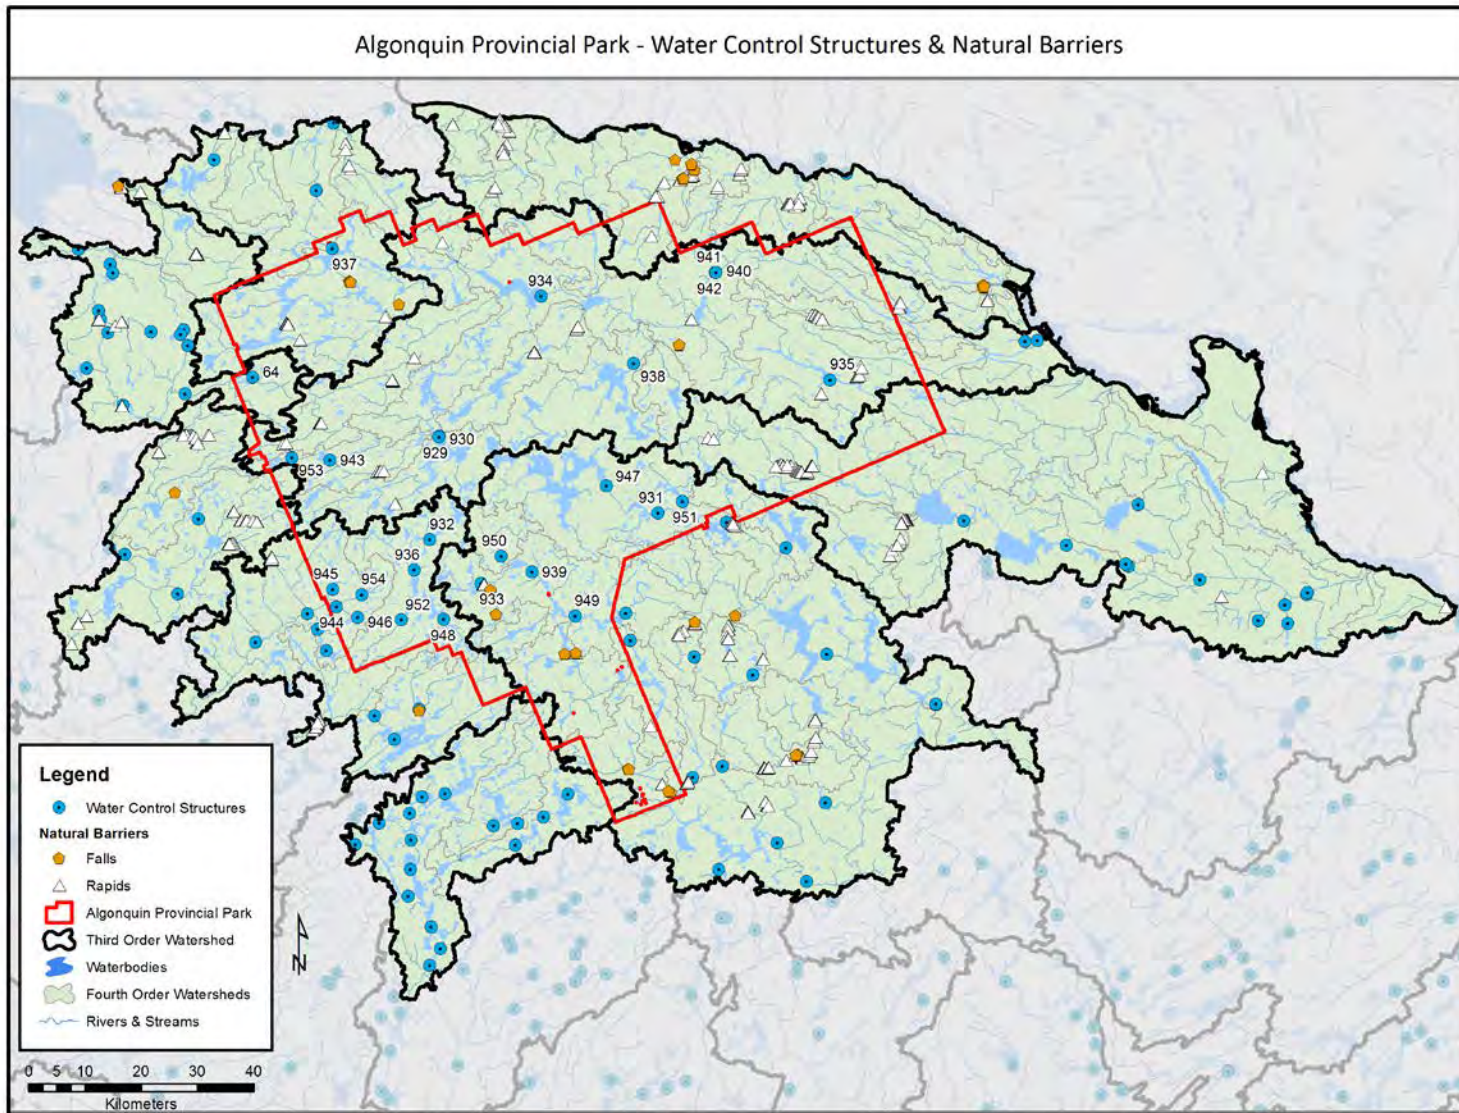 Algonquin Provincial Park - Water Control Structures & Natural Barriers
937
941
940
942
934
64
938
935
930
929
953
943
947
931
951
932
936
950
939
945
954
933
949
952
944
946
948
Legend
Water Control Structures
Natural Barriers
Falls
Rapids
Algonquin Provincial Park
Third Order Watershed
Waterbodies
Fourth Order Watersheds
Rivers & Streams
N
0 5 10 20 30 40
Kilometers